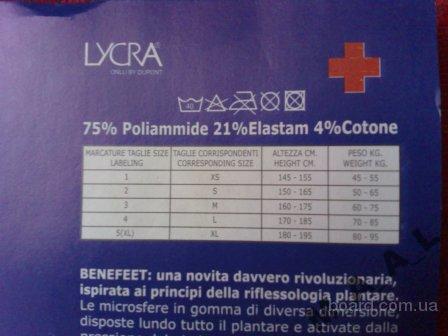 LYCRA
ONLY BY DUPONT
40
75% Poliammide 21%Elastam 4%Cotone
MARCATURE TAGLIE SIZE LABELING TAGLIE CORRISPONDENTI CORRESPONDING SIZE ALTEZZA CM. HEIGHT CM. PESO KG. WEIGHT KG.
1 XS 145 - 155 45 - 55
2 S 150 - 165 50 - 65
3 M 160 - 175 60 - 75
4 L 170 - 185 70 - 85
5(XL) XL 180 - 195 80 - 95
BENEFEET: una novita davvero rivoluzionaria,
ispirata ai principi della riflessologia plantare.
Le microsfere in gomma di diversa dimensione,
disposte lundo tutto il plantare e attivate dalla